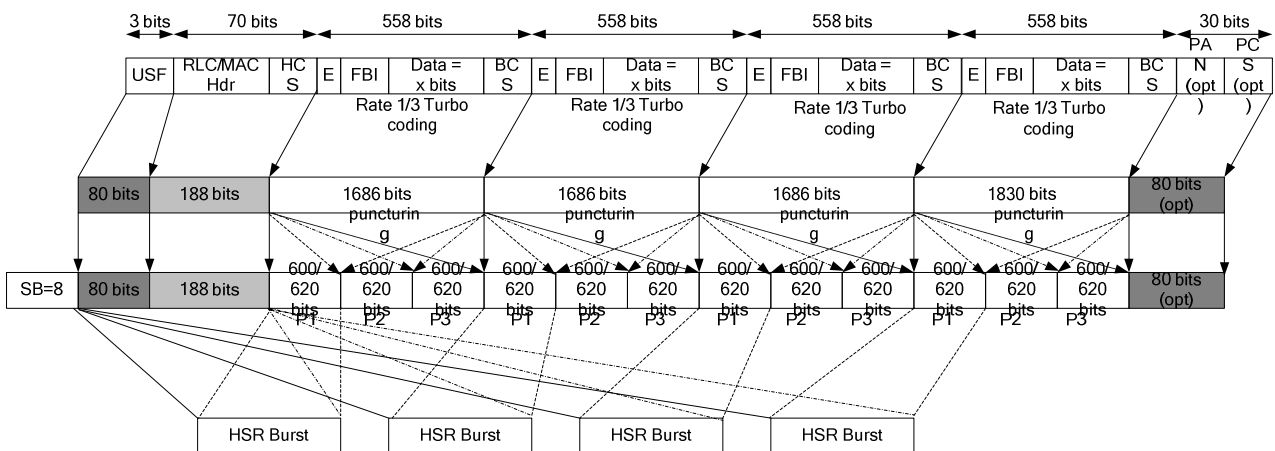 3 bits 70 bits 558 bits 558 bits 558 bits 558 bits 30 bits
USF RLC/MAC Hdr HC S E FBI Data = x bits BC S E FBI Data = x bits BC S E FBI Data = x bits BC S E FBI Data = x bits BC S PA N (opt ) PC S (opt )
Rate 1/3 Turbo coding Rate 1/3 Turbo coding Rate 1/3 Turbo coding Rate 1/3 Turbo coding
80 bits 188 bits 1686 bits 1686 bits 1686 bits 1830 bits 80 bits (opt)
puncturin g puncturin g puncturin g puncturin g
SB=8 80 bits 188 bits 600/ 620 bits P1 600/ 620 bits P2 600/ 620 bits P3 600/ 620 bits P1 600/ 620 bits P2 600/ 620 bits P3 600/ 620 bits P1 600/ 620 bits P2 600/ 620 bits P3 600/ 620 bits P1 600/ 620 bits P2 600/ 620 bits P3 80 bits (opt)
HSR Burst HSR Burst HSR Burst HSR Burst